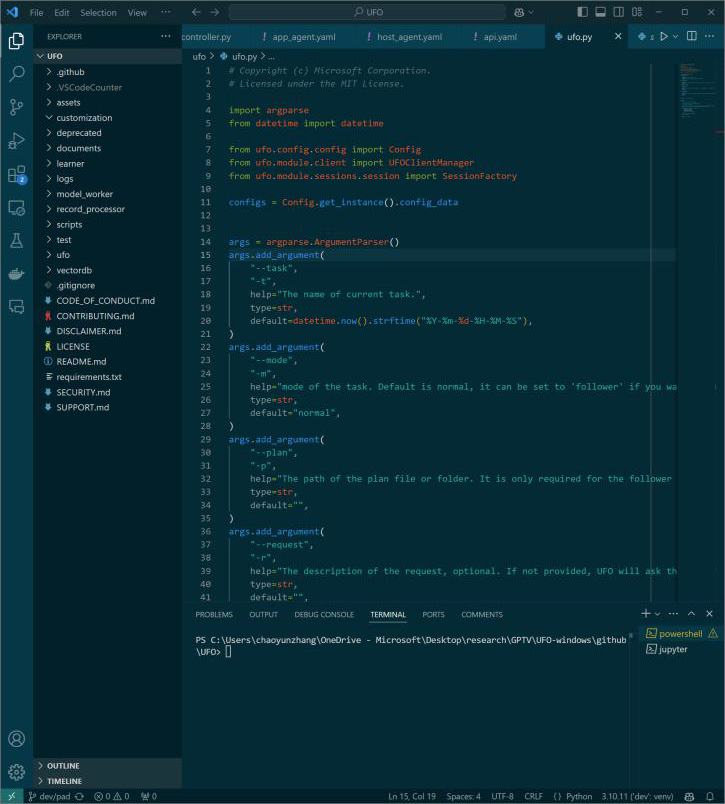 File Edit Selection View ··· UFO
EXPLORER ···
controller.py ! app_agent.yaml ! host_agent.yaml ! api.yaml ufo.py
UFO
ufo > ufo.py > ...
.github
.VSCodeCounter
assets
customization
deprecated
documents
learner
logs
model_worker
record_processor
scripts
test
ufo
vectordb
.gitignore
CODE_OF_CONDUCT.md
CONTRIBUTING.md
DISCLAIMER.md
LICENSE
README.md
requirements.txt
SECURITY.md
SUPPORT.md
2
OUTLINE
TIMELINE
1 # Copyright (c) Microsoft Corporation.
2 # Licensed under the MIT License.
3
4 import argparse
5 from datetime import datetime
6
7 from ufo.config.config import Config
8 from ufo.module.client import UFOClientManager
9 from ufo.module.sessions.session import SessionFactory
10
11 configs = Config.get_instance().config_data
12
13
14 args = argparse.ArgumentParser()
15 args.add_argument(
16 "--task",
17 "-t",
18 help="The name of current task.",
19 type=str,
20 default=datetime.now().strftime("%Y-%m-%d-%H-%M-%S"),
21 )
22 args.add_argument(
23 "--mode",
24 "-m",
25 help="mode of the task. Default is normal, it can be set to 'follower' if you wa
26 type=str,
27 default="normal",
28 )
29 args.add_argument(
30 "--plan",
31 "-p",
32 help="The path of the plan file or folder. It is only required for the follower
33 type=str,
34 default="",
35 )
36 args.add_argument(
37 "--request",
38 "-r",
39 help="The description of the request, optional. If not provided, UFO will ask th
40 type=str,
41 default="",
PROBLEMS OUTPUT DEBUG CONSOLE TERMINAL PORTS COMMENTS
PS C:\Users\chaoyunzhang\OneDrive - Microsoft\Desktop\research\GPTV\UFO-windows\github
\UFO>
powershell
jupyter
dev/pad 0 0 0 Ln 15, Col 19 Spaces: 4 UTF-8 CRLF {} Python 3.10.11 ('dev': venv)